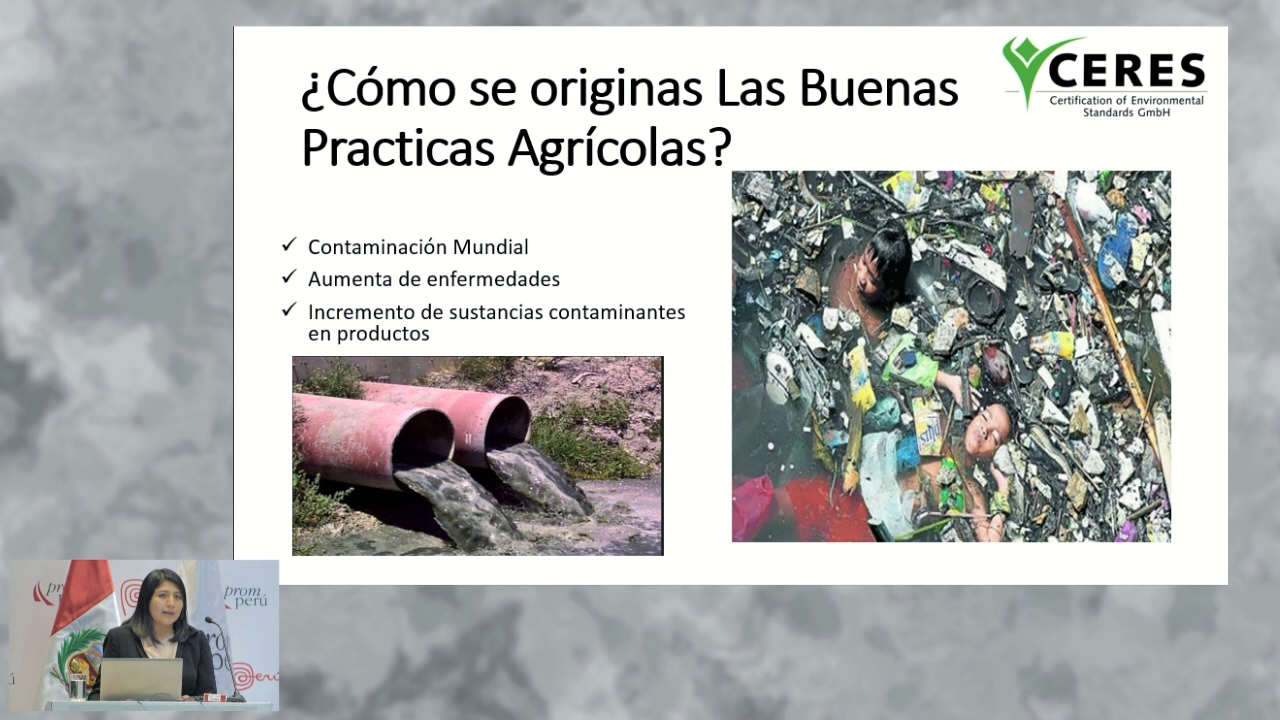 ¿Cómo se originas Las Buenas
Practicas Agrícolas?
CERES
Certification of Environmental
Standards GmbH
✓ Contaminación Mundial
✓ Aumenta de enfermedades
✓ Incremento de sustancias contaminantes
en productos
prom
perú